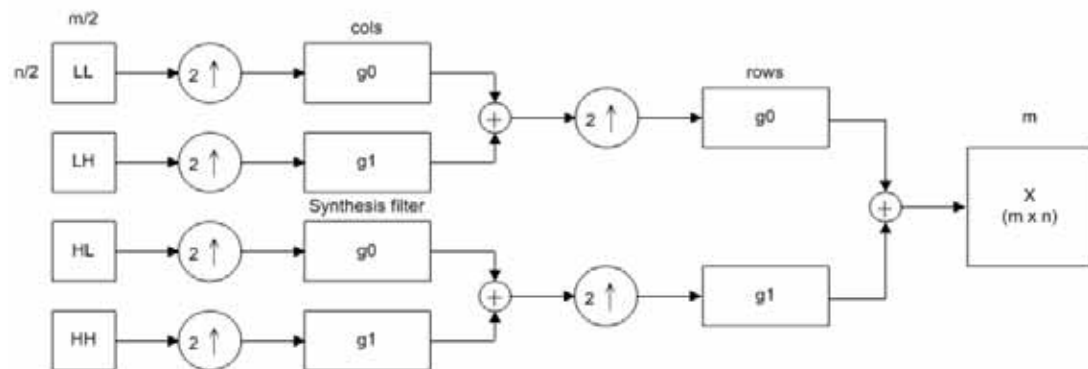 m/2
cols
n/2
LL
2 ↑
g0
rows
+
2 ↑
g0
m
LH
2 ↑
g1
Synthesis filter
+
X
(m x n)
HL
2 ↑
g0
+
2 ↑
g1
HH
2 ↑
g1